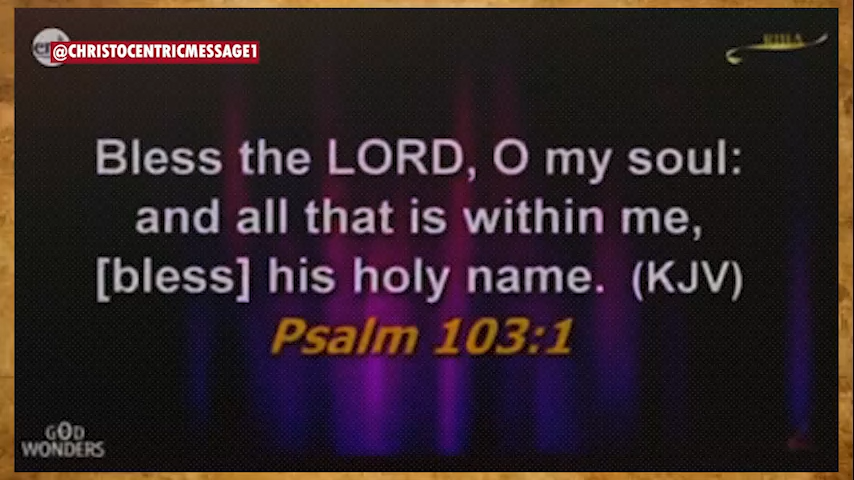 @CHRISTOCENTRICMESSAGE1
Bless the LORD, O my soul:
and all that is within me,
[bless] his holy name. (KJV)
Psalm 103:1
GOD
WONDERS